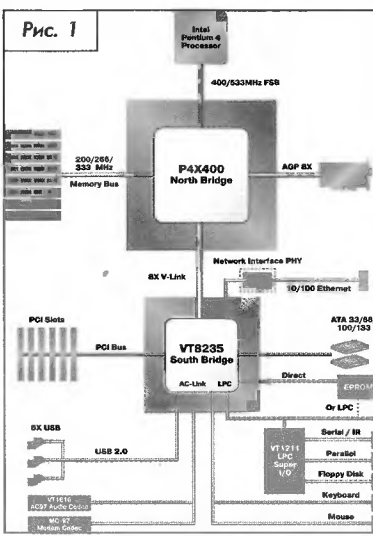 Рис. 1
Intel
Pentium 4
Processor
400/533MHz FSB
200/266/
333 MHz
Memory Bus
P4X400
North Bridge
AGP 8X
8X V-Link
Network Interface PHY
10/100 Ethernet
PCI Slots
PCI Bus
VT8235
South Bridge
AC-Link
LPC
ATA 33/66
100/133
Direct
EPROM
Or LPC
6X USB
USB 2.0
VT1211
LPC
Super
I/O
Serial / IR
Parallel
Floppy Disk
Keyboard
Mouse
VT1616
AC97 Audio Codec
MC-97
Modem Codec